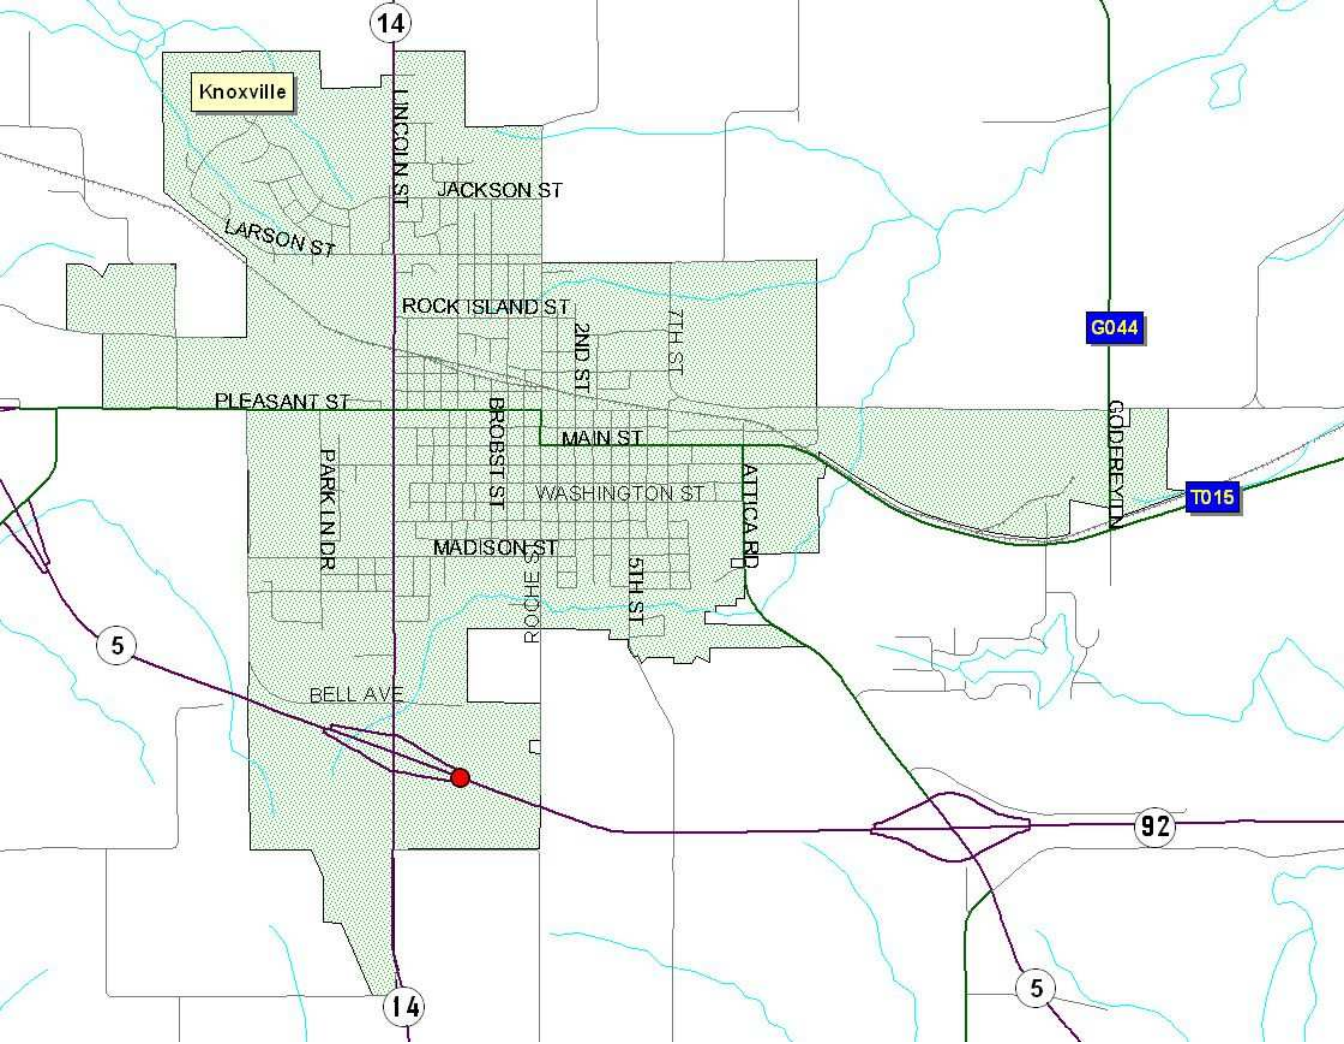 14
Knoxville
LINCOLN ST
JACKSON ST
LARSON ST
ROCK ISLAND ST
2ND ST
7TH ST
G044
PLEASANT ST
BROBST ST
MAIN ST
GODFREY LN
PARK LN DR
ATTICA RD
WASHINGTON ST
T015
MADISON ST
ROCHE S
5TH ST
5
BELL AVE
92
5
14